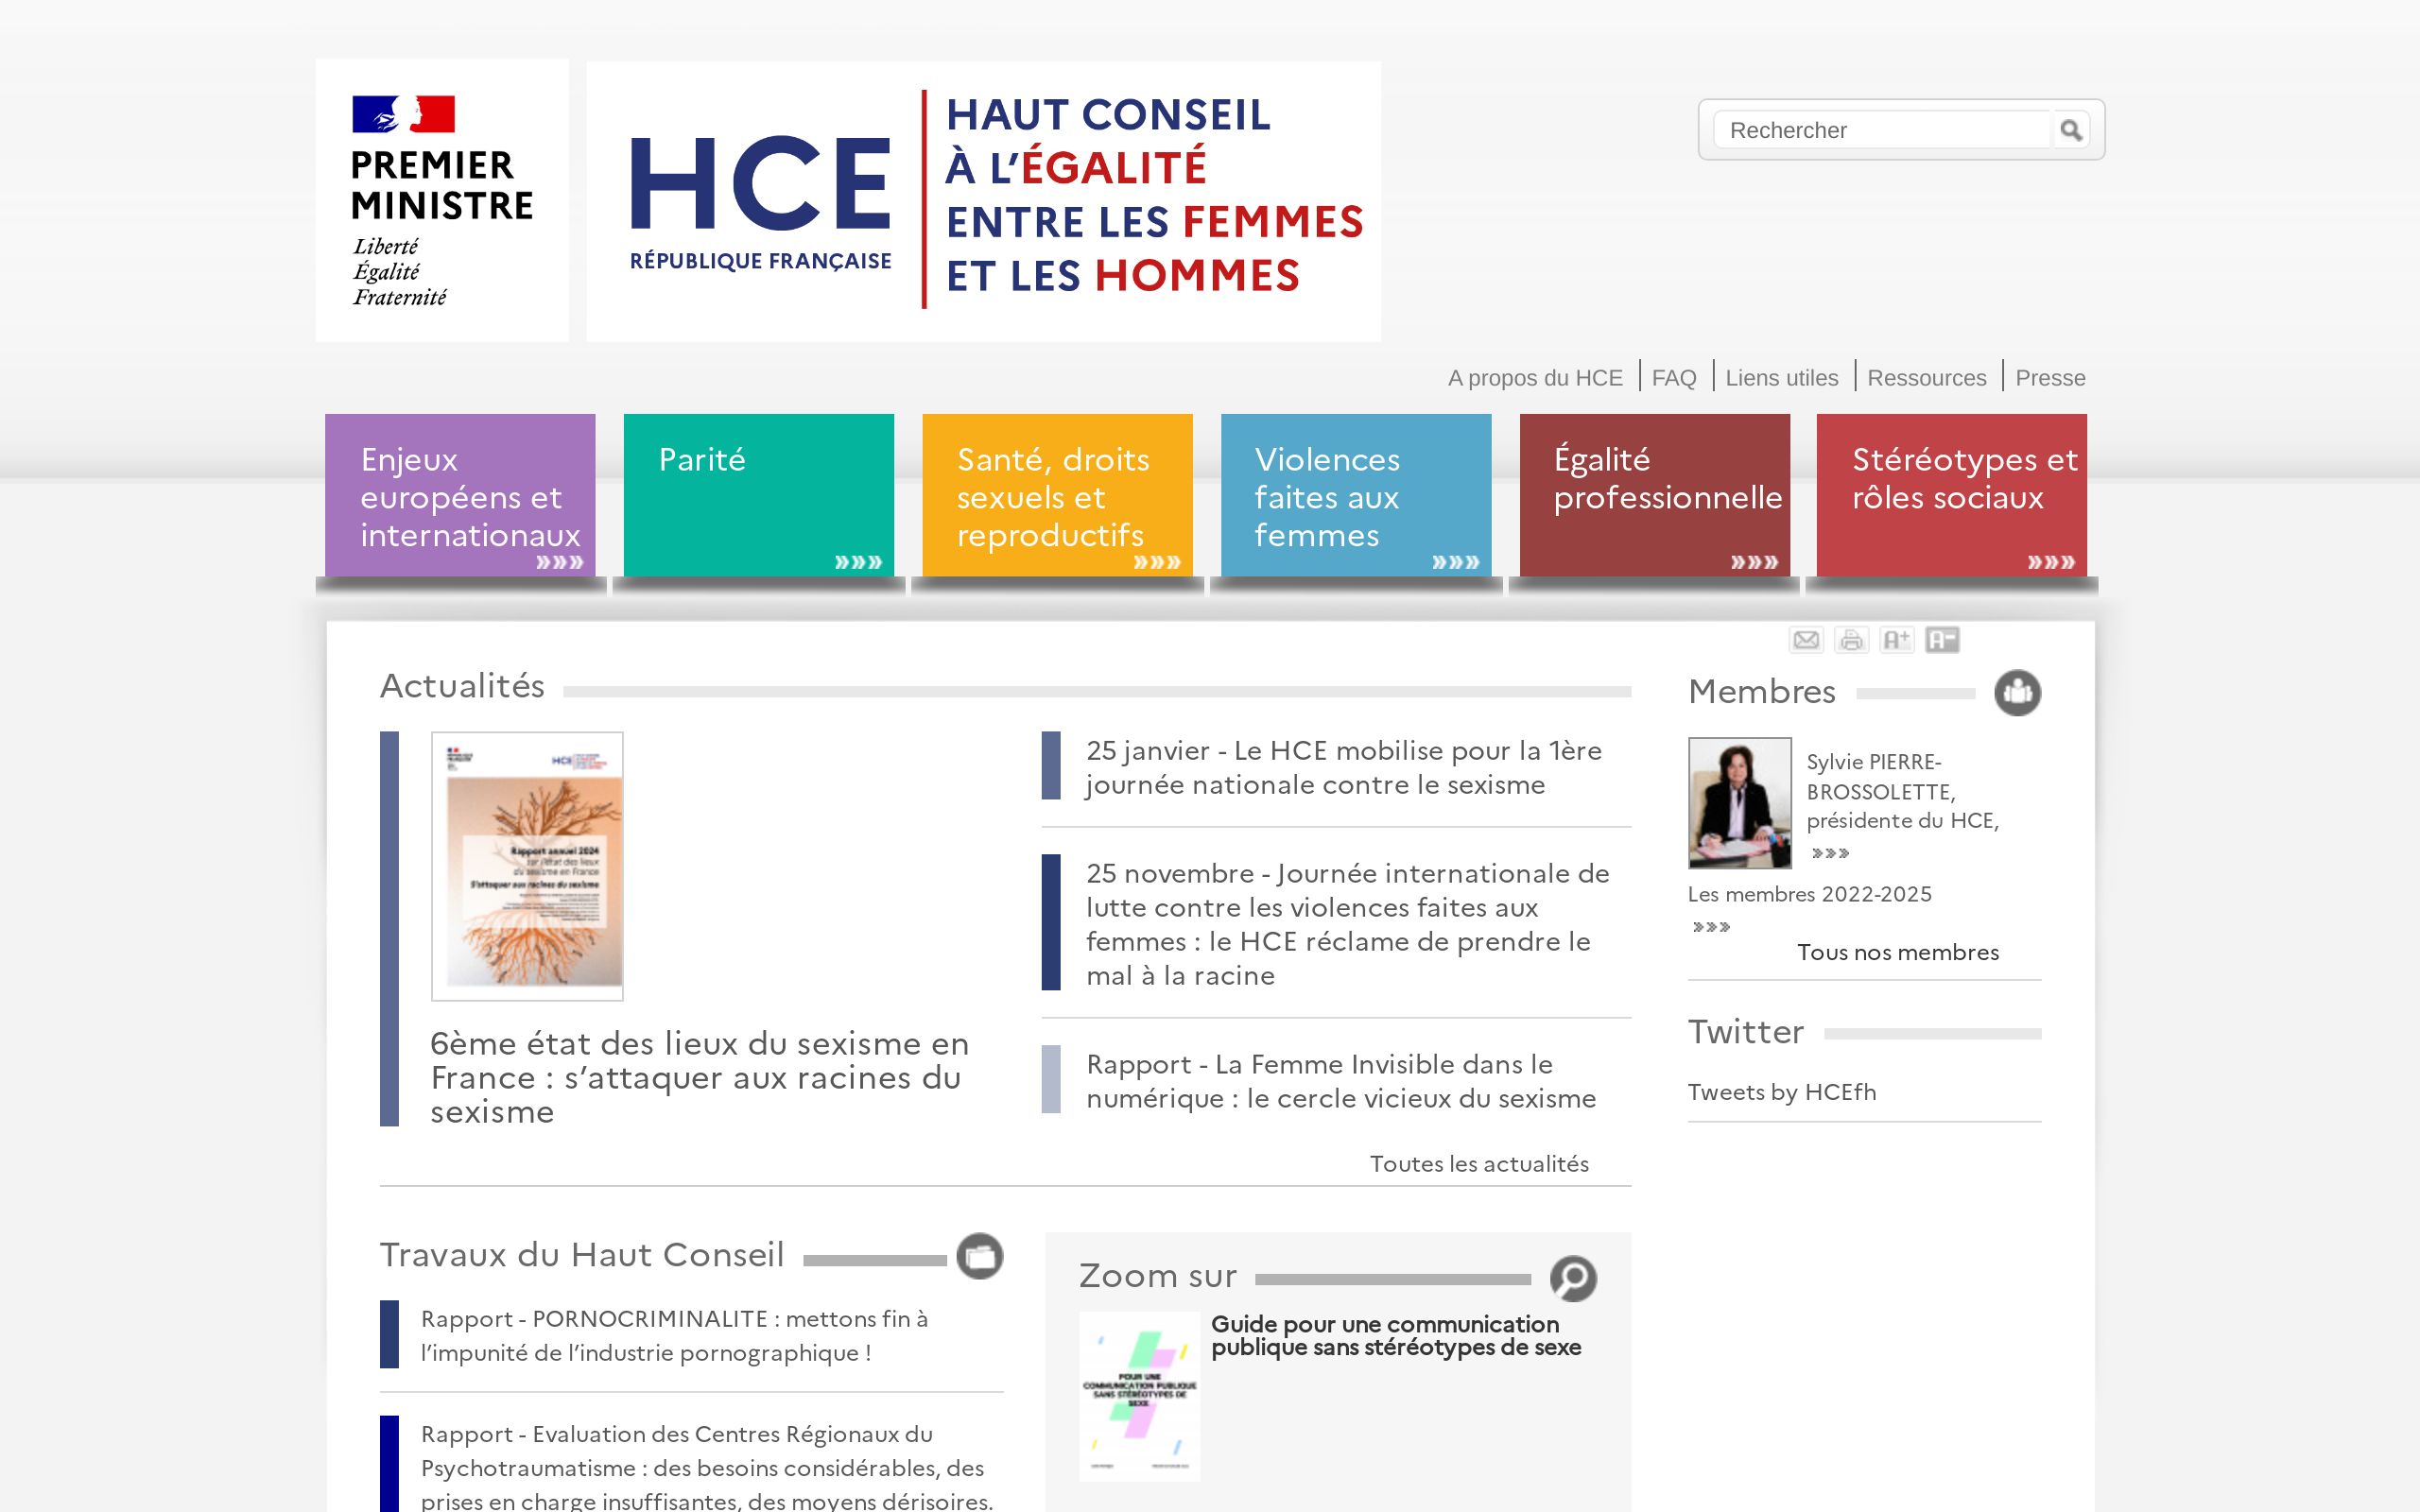 PREMIER
MINISTRE
Liberté
Égalité
Fraternité
HCE
RÉPUBLIQUE FRANÇAISE
HAUT CONSEIL
À L’ÉGALITÉ
ENTRE LES FEMMES
ET LES HOMMES
Rechercher
A propos du HCE
FAQ
Liens utiles
Ressources
Presse
Enjeux
européens et
internationaux
Parité
Santé, droits
sexuels et
reproductifs
Violences
faites aux
femmes
Égalité
professionnelle
Stéréotypes et
rôles sociaux
A+
A-
Actualités
HCE
Rapport annuel 2024
sur l'état des lieux
du sexisme en France
S'attaquer aux racines du sexisme
6ème état des lieux du sexisme en
France : s’attaquer aux racines du
sexisme
25 janvier - Le HCE mobilise pour la 1ère
journée nationale contre le sexisme
25 novembre - Journée internationale de
lutte contre les violences faites aux
femmes : le HCE réclame de prendre le
mal à la racine
Rapport - La Femme Invisible dans le
numérique : le cercle vicieux du sexisme
Toutes les actualités
Membres
Sylvie PIERRE-
BROSSOLETTE,
présidente du HCE,
Les membres 2022-2025
Tous nos membres
Twitter
Tweets by HCEfh
Travaux du Haut Conseil
Rapport - PORNOCRIMINALITE : mettons fin à
l’impunité de l’industrie pornographique !
Rapport - Evaluation des Centres Régionaux du
Psychotraumatisme : des besoins considérables, des
prises en charge insuffisantes, des moyens dérisoires.
Zoom sur
POUR UNE
COMMUNICATION PUBLIQUE
SANS STÉRÉOTYPES DE
SEXE
Guide pour une communication
publique sans stéréotypes de sexe